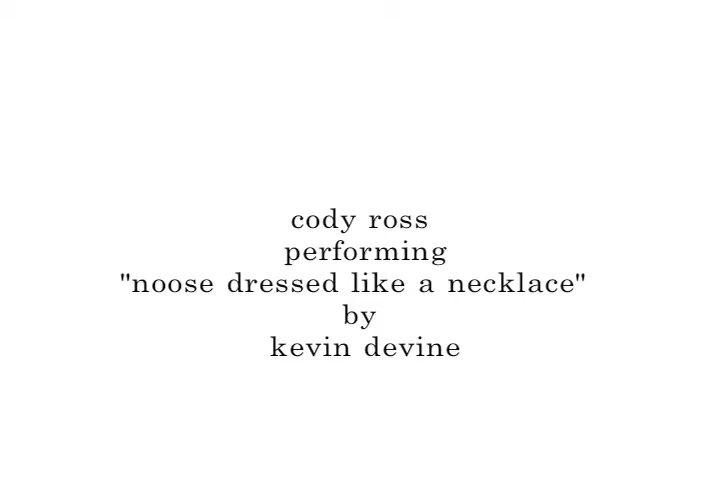 cody ross
performing
"noose dressed like a necklace"
by
kevin devine